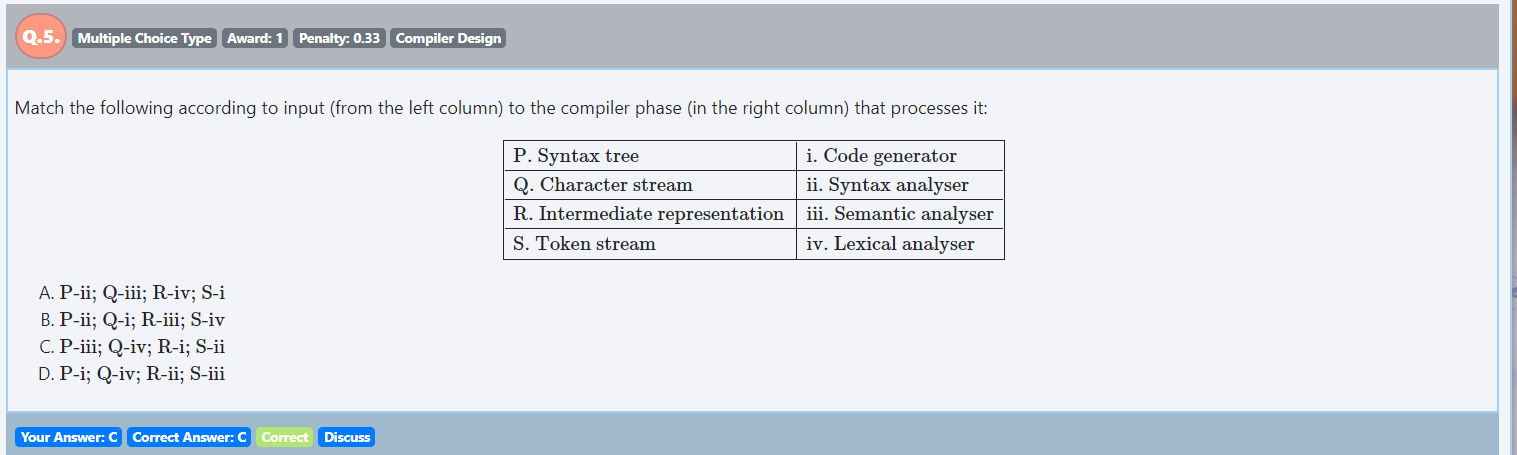 Q.5. Multiple Choice Type Award: 1 Penalty: 0.33 Compiler Design
Match the following according to input (from the left column) to the compiler phase (in the right column) that processes it:
P. Syntax tree i. Code generator
Q. Character stream ii. Syntax analyser
R. Intermediate representation iii. Semantic analyser
S. Token stream iv. Lexical analyser
A. P-ii; Q-iii; R-iv; S-i
B. P-ii; Q-i; R-iii; S-iv
C. P-iii; Q-iv; R-i; S-ii
D. P-i; Q-iv; R-ii; S-iii
Your Answer: C Correct Answer: C Correct Discuss